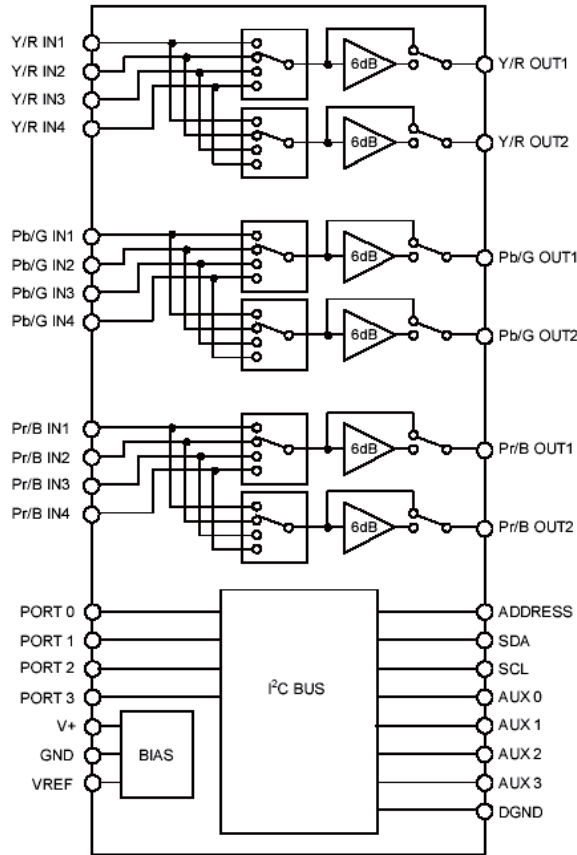 Y/R IN1
Y/R IN2
Y/R IN3
Y/R IN4
6dB
Y/R OUT1
6dB
Y/R OUT2
Pb/G IN1
Pb/G IN2
Pb/G IN3
Pb/G IN4
6dB
Pb/G OUT1
6dB
Pb/G OUT2
Pr/B IN1
Pr/B IN2
Pr/B IN3
Pr/B IN4
6dB
Pr/B OUT1
6dB
Pr/B OUT2
PORT 0
PORT 1
PORT 2
PORT 3
V+
GND
VREF
BIAS
I²C BUS
ADDRESS
SDA
SCL
AUX 0
AUX 1
AUX 2
AUX 3
DGND